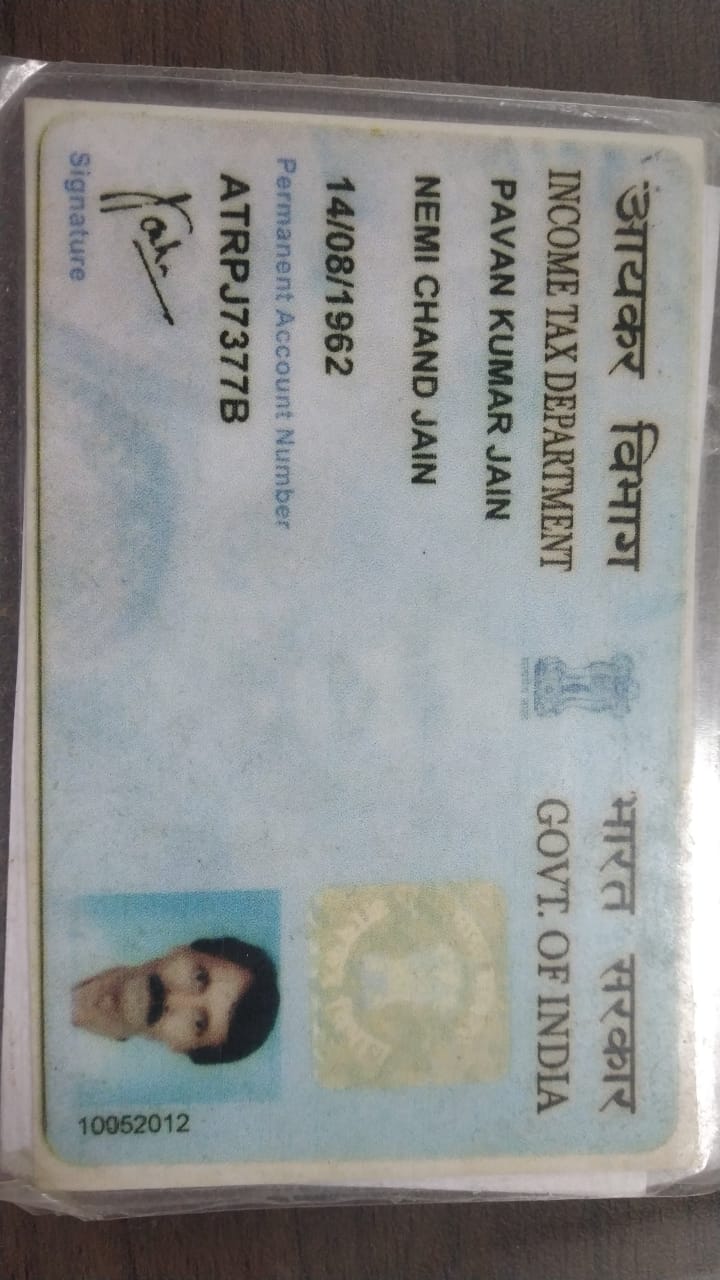 आयकर विभाग
INCOME TAX DEPARTMENT
भारत सरकार
GOVT. OF INDIA
PAVAN KUMAR JAIN
NEMI CHAND JAIN
14/08/1962
Permanent Account Number
ATRPJ7377B
Signature
10052012